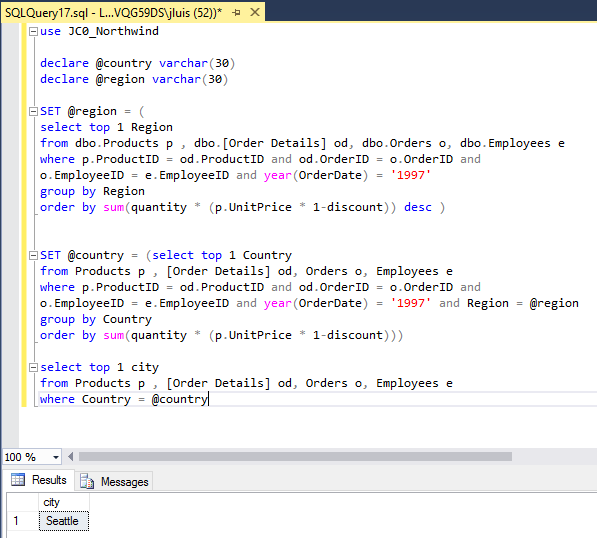 SQLQuery17.sql - L...VQG59DS\jluis (52))*
use JC0_Northwind
declare @country varchar(30)
declare @region varchar(30)
SET @region = (
select top 1 Region
from dbo.Products p , dbo.[Order Details] od, dbo.Orders o, dbo.Employees e
where p.ProductID = od.ProductID and od.OrderID = o.OrderID and
o.EmployeeID = e.EmployeeID and year(OrderDate) = '1997'
group by Region
order by sum(quantity * (p.UnitPrice * 1-discount)) desc )
SET @country = (select top 1 Country
from Products p , [Order Details] od, Orders o, Employees e
where p.ProductID = od.ProductID and od.OrderID = o.OrderID and
o.EmployeeID = e.EmployeeID and year(OrderDate) = '1997' and Region = @region
group by Country
order by sum(quantity * (p.UnitPrice * 1-discount)))
select top 1 city
from Products p , [Order Details] od, Orders o, Employees e
where Country = @country
100 %
Results Messages
city
1 Seattle